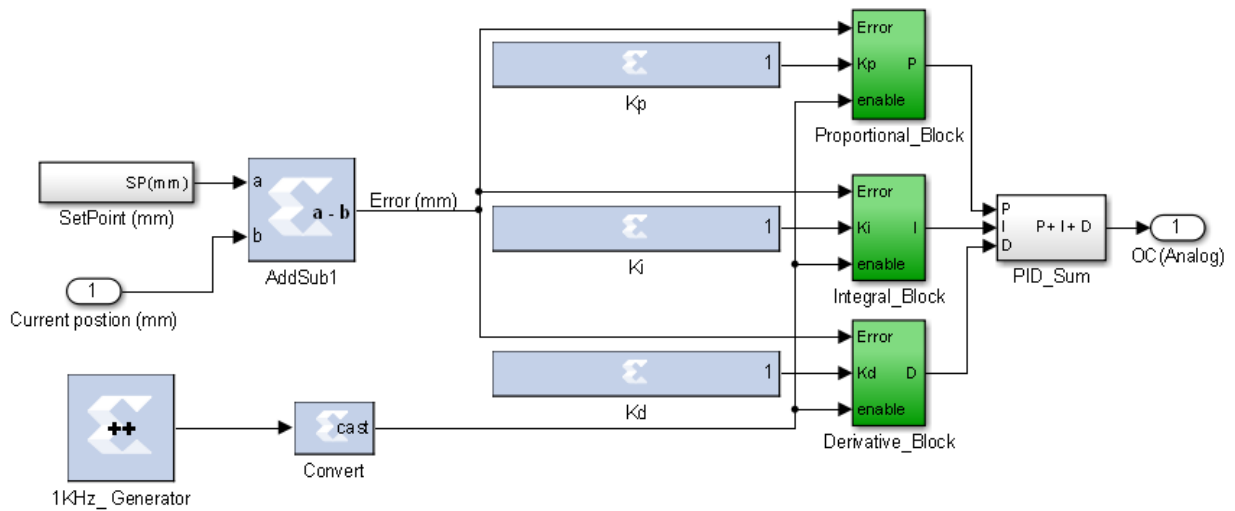 Error
Kp P
enable
Proportional_Block
1
Kp
SP(mm)
SetPoint (mm)
a
a - b
b
AddSub1
Error (mm)
1
Current postion (mm)
Error
Ki I
enable
Integral_Block
1
Ki
P
I P+ I+ D
D
PID_Sum
1
OC(Analog)
Error
Kd D
enable
Derivative_Block
1
Kd
++
1KHz_ Generator
cast
Convert